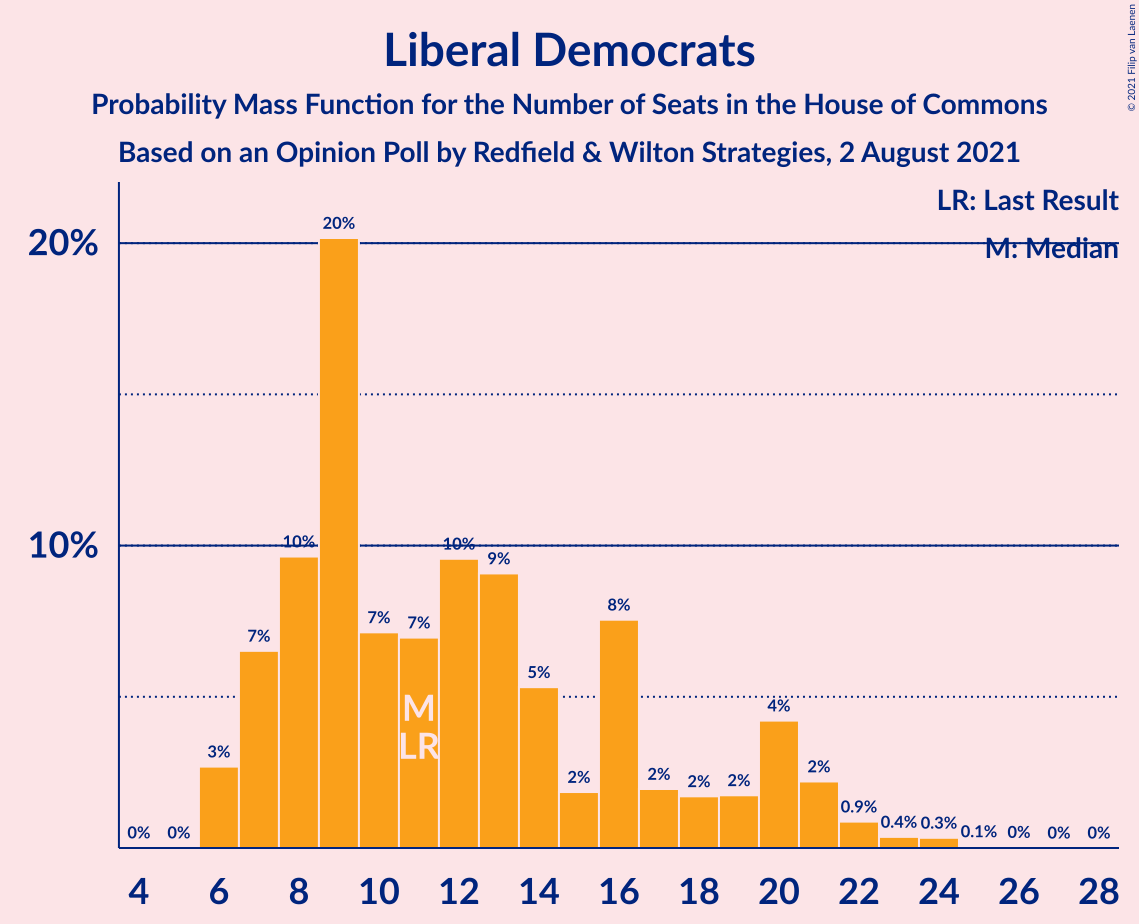 Liberal Democrats
Probability Mass Function for the Number of Seats in the House of Commons
Based on an Opinion Poll by Redfield & Wilton Strategies, 2 August 2021
© 2021 Filip van Laenen
LR: Last Result
M: Median
20%
10%
0% 0% 3% 7% 10% 20% 7% 7% 10% 9% 5% 2% 8% 2% 2% 2% 4% 2% 0.9% 0.4% 0.3% 0.1% 0% 0% 0%
M
LR
4 6 8 10 12 14 16 18 20 22 24 26 28